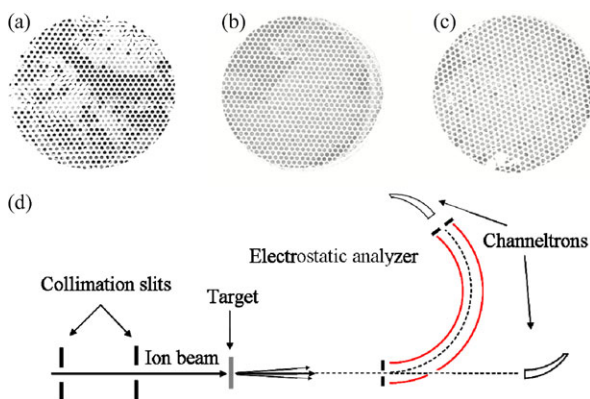 (a)
(b)
(c)
(d)
Channeltrons
Electrostatic analyzer
Collimation slits
Target
Ion beam